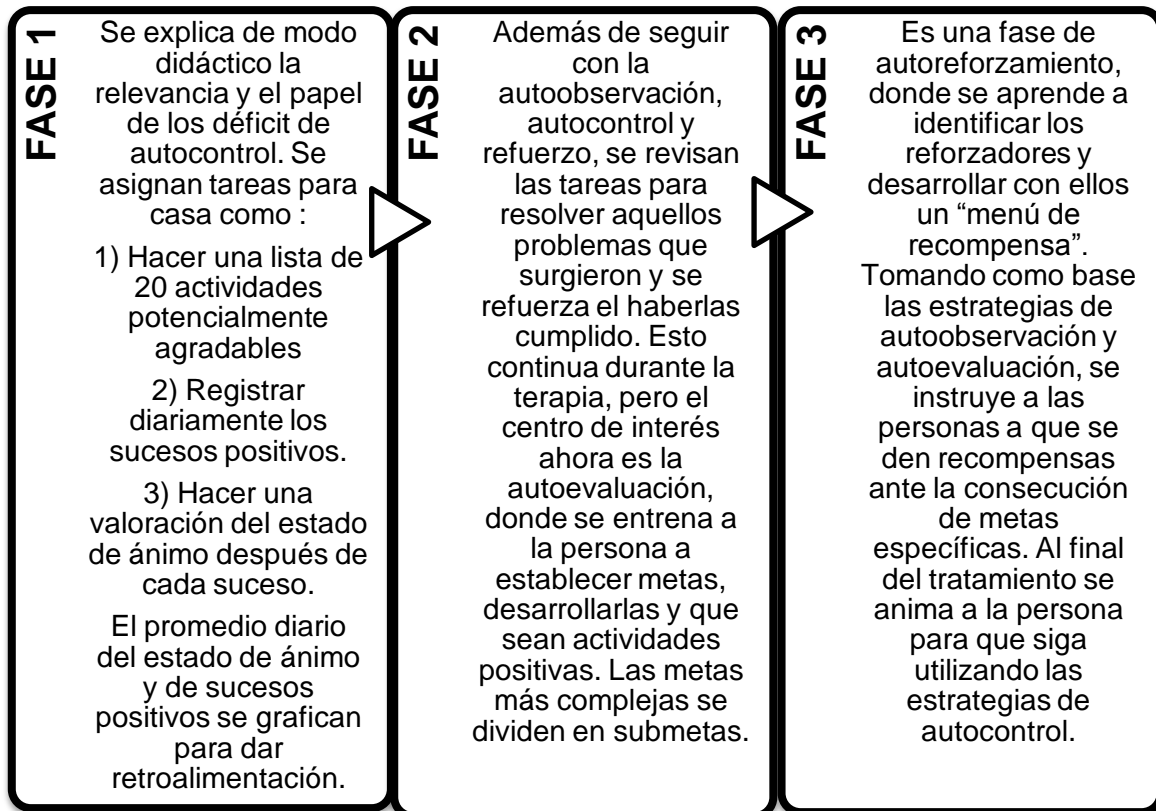 FASE 1
Se explica de modo
didáctico la
relevancia y el papel
de los déficit de
autocontrol. Se
asignan tareas para
casa como :
1) Hacer una lista de
20 actividades
potencialmente
agradables
2) Registrar
diariamente los
sucesos positivos.
3) Hacer una
valoración del estado
de ánimo después de
cada suceso.
El promedio diario
del estado de ánimo
y de sucesos
positivos se grafican
para dar
retroalimentación.
FASE 2
Además de seguir
con la
autoobservación,
autocontrol y
refuerzo, se revisan
las tareas para
resolver aquellos
problemas que
surgieron y se
refuerza el haberlas
cumplido. Esto
continua durante la
terapia, pero el
centro de interés
ahora es la
autoevaluación,
donde se entrena a
la persona a
establecer metas,
desarrollarlas y que
sean actividades
positivas. Las metas
más complejas se
dividen en submetas.
FASE 3
Es una fase de
autoreforzamiento,
donde se aprende a
identificar los
reforzadores y
desarrollar con ellos
un “menú de
recompensa”.
Tomando como base
las estrategias de
autoobservación y
autoevaluación, se
instruye a las
personas a que se
den recompensas
ante la consecución
de metas
específicas. Al final
del tratamiento se
anima a la persona
para que siga
utilizando las
estrategias de
autocontrol.